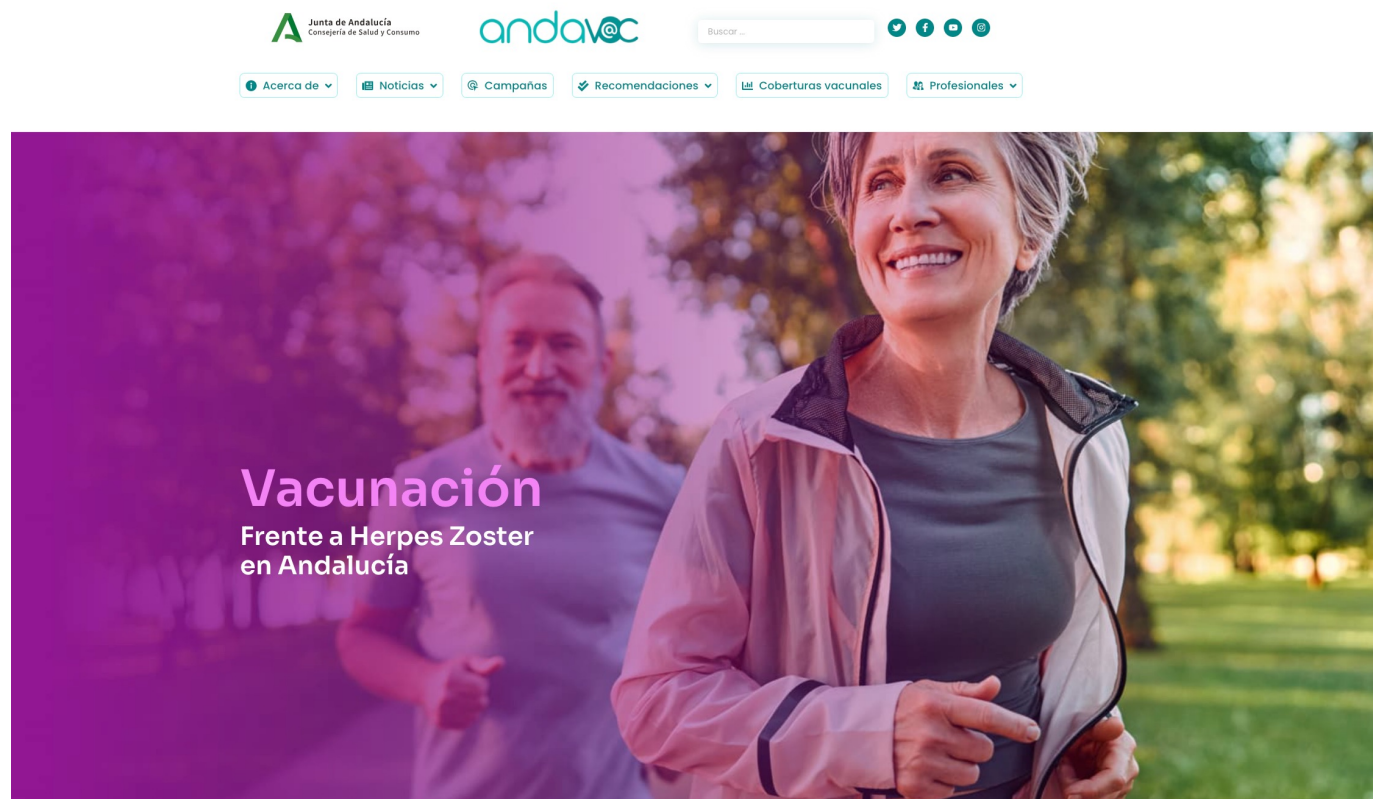 Junta de Andalucía
Consejería de Salud y Consumo
andav@c
Buscar ...
Acerca de
Noticias
Campañas
Recomendaciones
Coberturas vacunales
Profesionales
Vacunación
Frente a Herpes Zoster
en Andalucía